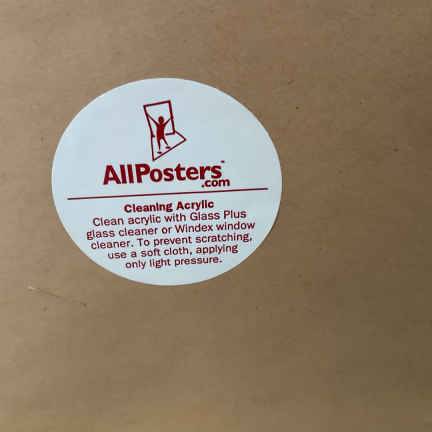 AllPosters™
.com
Cleaning Acrylic
Clean acrylic with Glass Plus
glass cleaner or Windex window
cleaner. To prevent scratching,
use a soft cloth, applying
only light pressure.